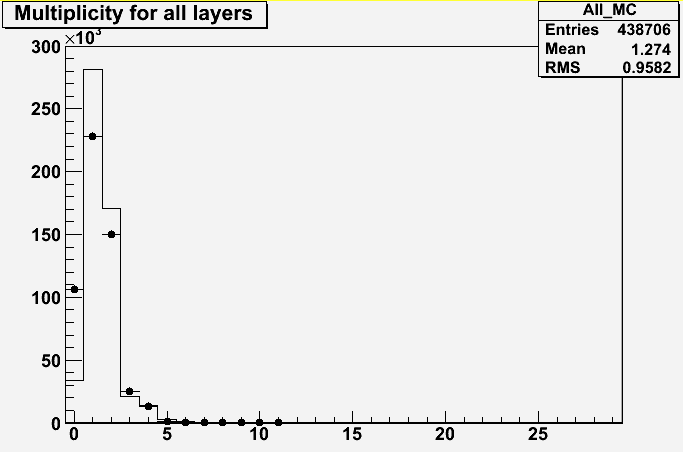 Multiplicity for all layers
All_MC
Entries 438706
Mean 1.274
RMS 0.9582
×10³
300
250
200
150
100
50
0
0 5 10 15 20 25